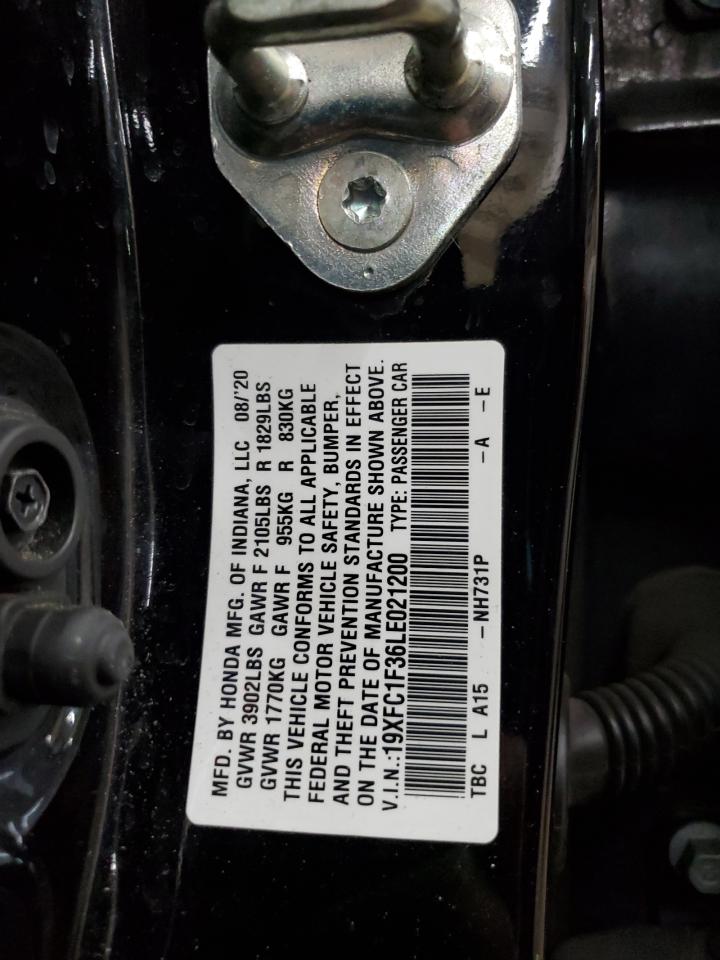 MFD. BY HONDA MFG. OF INDIANA, LLC 08/'20
GVWR 3902LBS GAWR F 2105LBS R 1829LBS
GVWR 1770KG GAWR F 955KG R 830KG
THIS VEHICLE CONFORMS TO ALL APPLICABLE
FEDERAL MOTOR VEHICLE SAFETY, BUMPER,
AND THEFT PREVENTION STANDARDS IN EFFECT
ON THE DATE OF MANUFACTURE SHOWN ABOVE.
V.I.N.:19XFC1F36LE021200 TYPE: PASSENGER CAR
TBC L A15 –NH731P –A –E